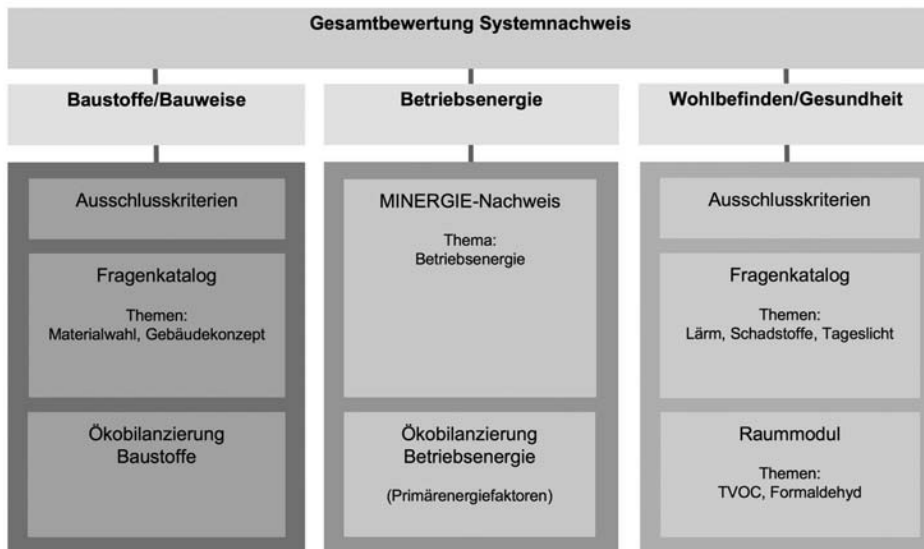 Gesamtbewertung Systemnachweis
Baustoffe/Bauweise
Ausschlusskriterien
Fragenkatalog
Themen:
Materialwahl, Gebäudekonzept
Ökobilanzierung
Baustoffe
Betriebsenergie
MINERGIE-Nachweis
Thema:
Betriebsenergie
Ökobilanzierung
Betriebsenergie
(Primärenergiefaktoren)
Wohlbefinden/Gesundheit
Ausschlusskriterien
Fragenkatalog
Themen:
Lärm, Schadstoffe, Tageslicht
Raummodul
Themen:
TVOC, Formaldehyd